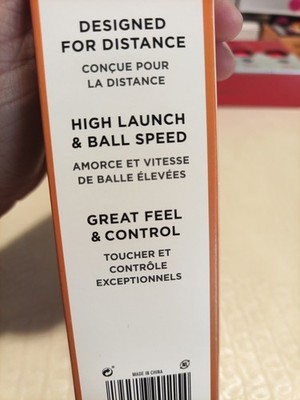 DESIGNED
FOR DISTANCE
CONÇUE POUR
LA DISTANCE
HIGH LAUNCH
& BALL SPEED
AMORCE ET VITESSE
DE BALLE ÉLEVÉES
GREAT FEEL
& CONTROL
TOUCHER ET
CONTRÔLE
EXCEPTIONNELS
MADE IN CHINA